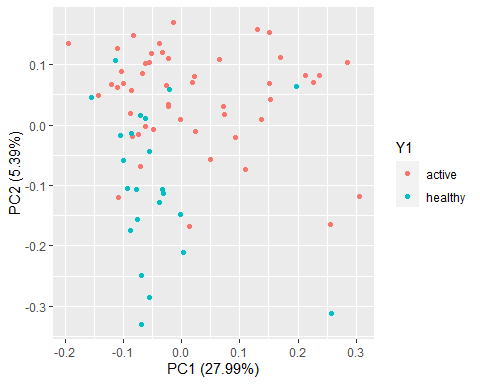 0.1
0.0
-0.1
-0.2
-0.3
PC2 (5.39%)
-0.2 -0.1 0.0 0.1 0.2 0.3
PC1 (27.99%)
Y1
active
healthy